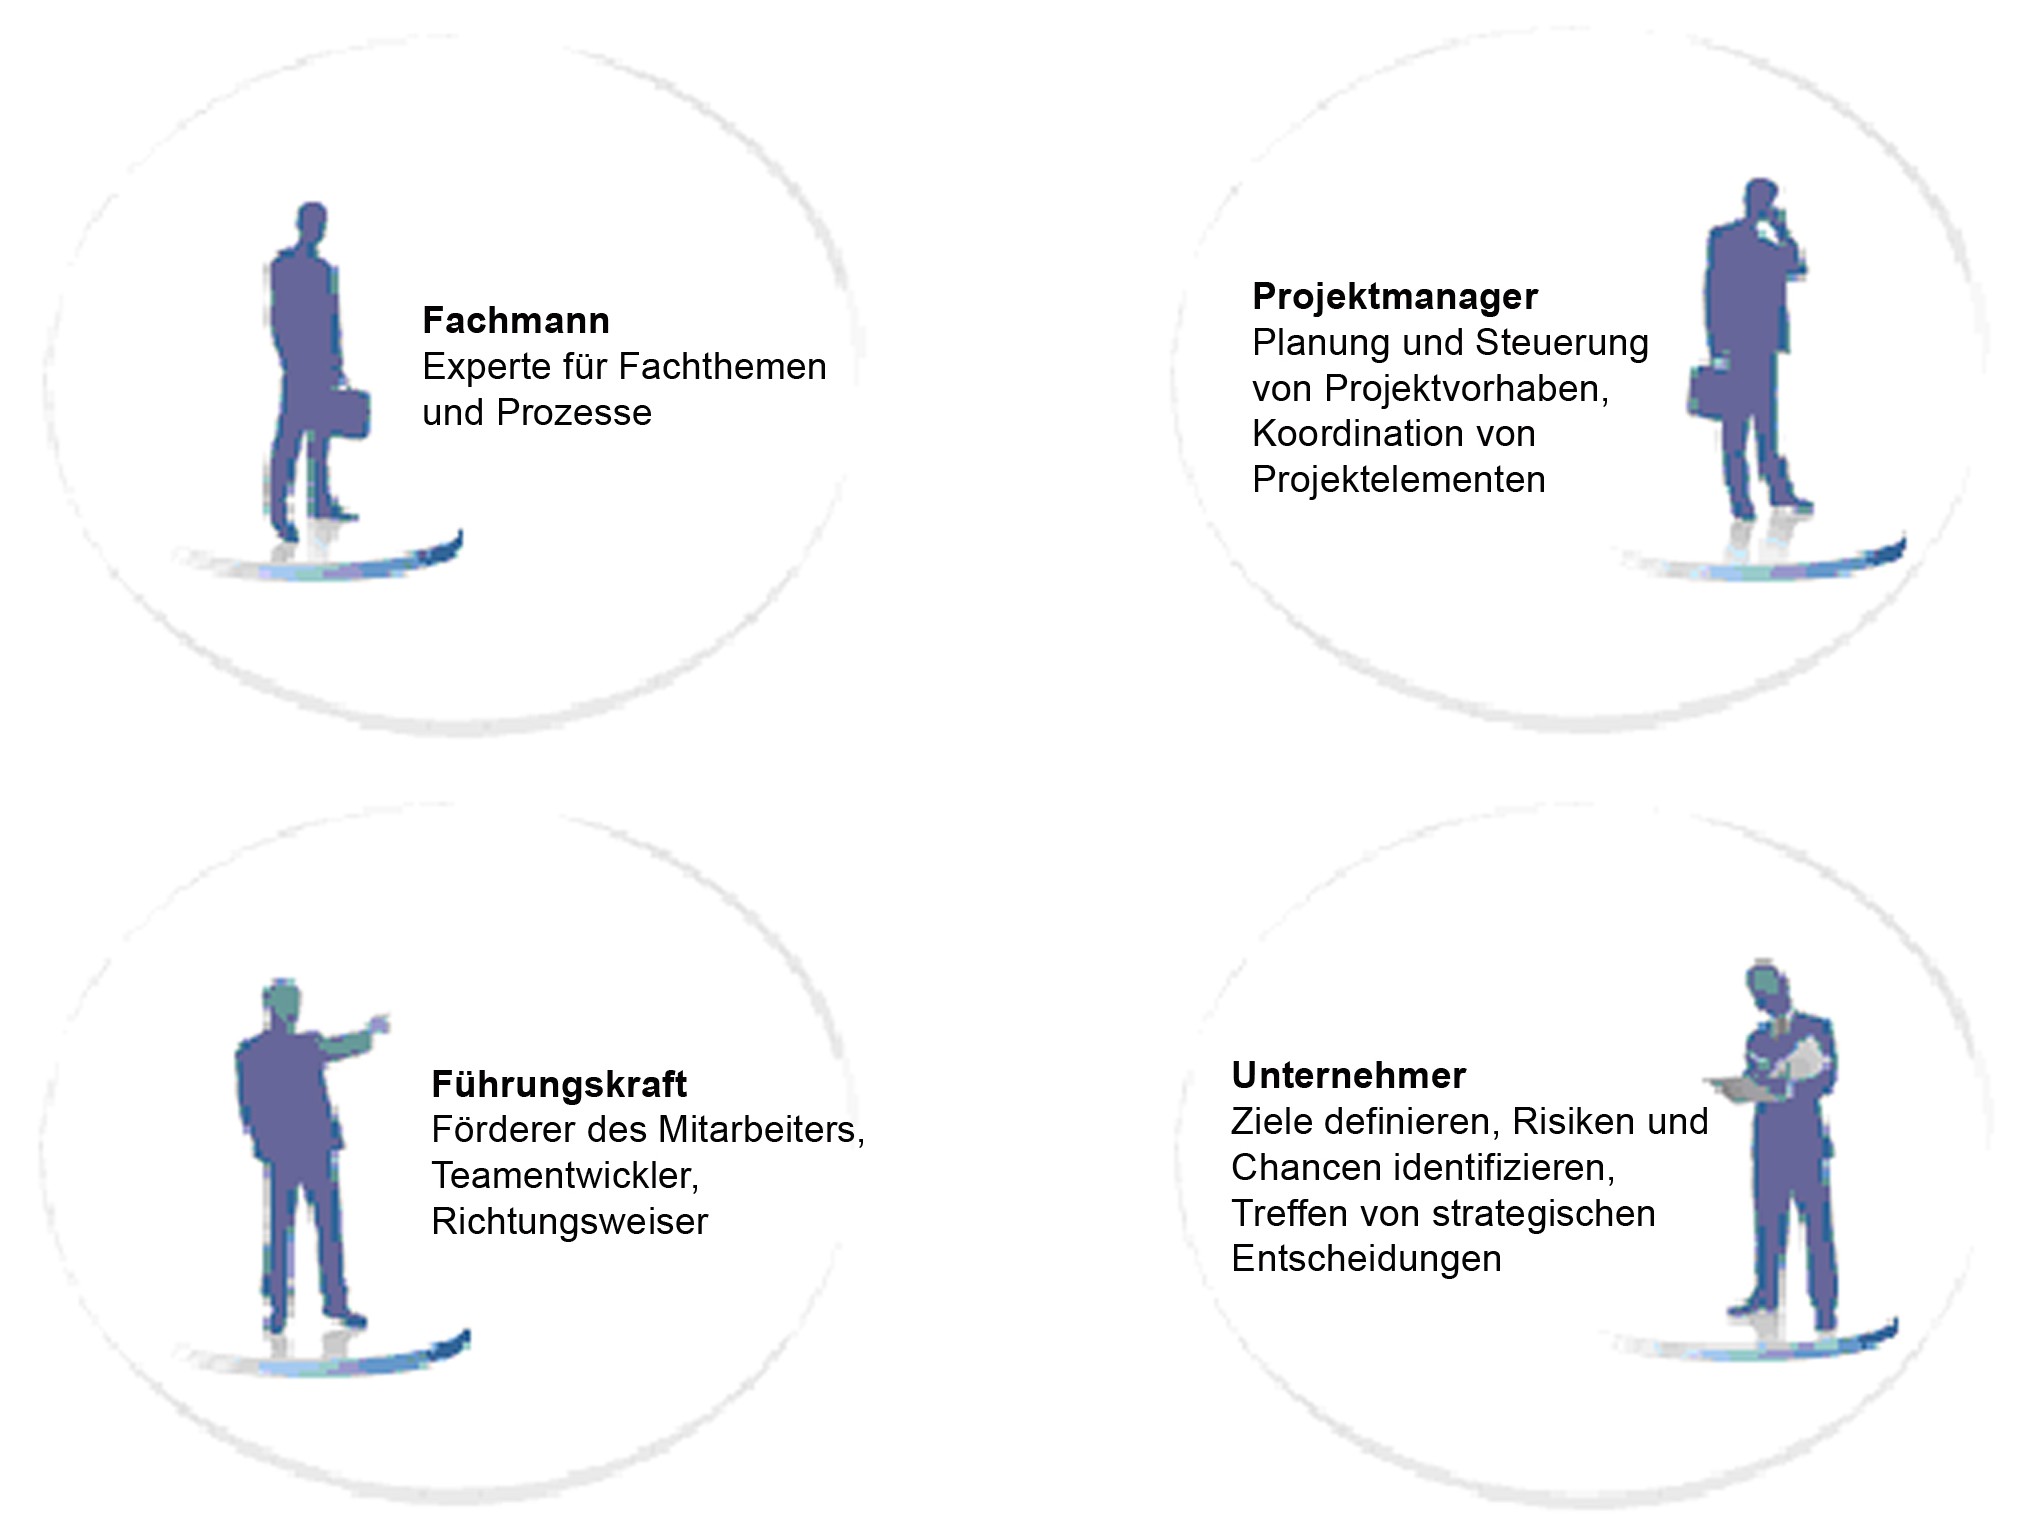 Fachmann
Experte für Fachthemen
und Prozesse
Projektmanager
Planung und Steuerung
von Projektvorhaben,
Koordination von
Projektelementen
Führungskraft
Förderer des Mitarbeiters,
Teamentwickler,
Richtungsweiser
Unternehmer
Ziele definieren, Risiken und
Chancen identifizieren,
Treffen von strategischen
Entscheidungen